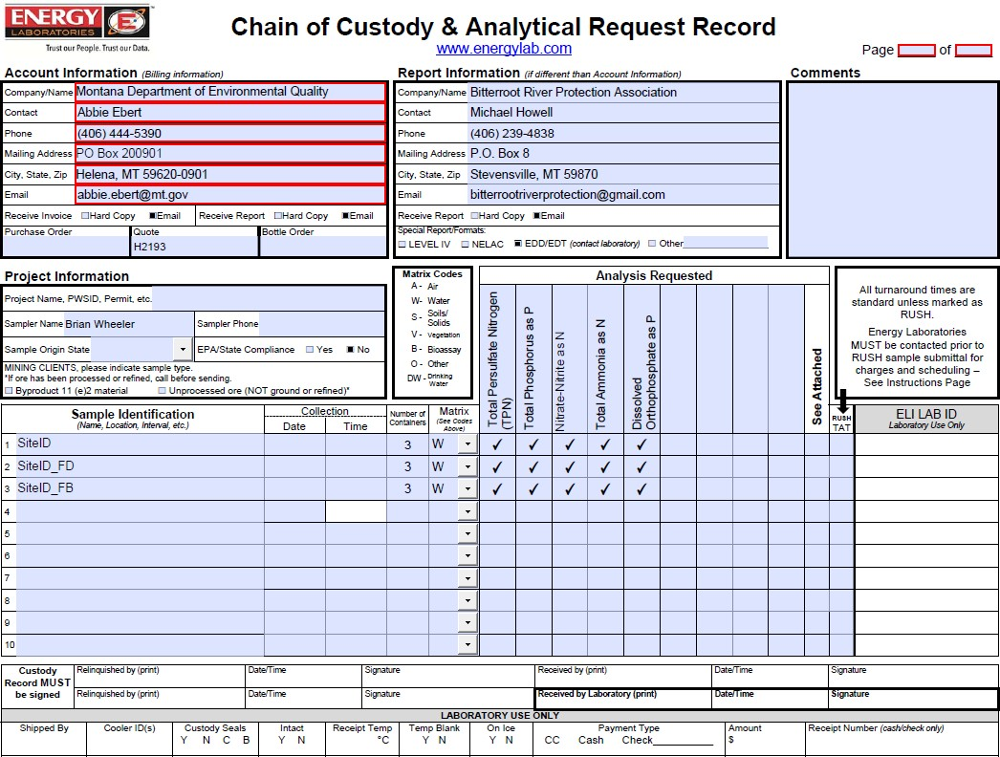 ENERGY
LABORATORIES
Trust our People. Trust our Data.
Chain of Custody & Analytical Request Record
www.energylab.com
Page of
Account Information (Billing information)
Company/Name Montana Department of Environmental Quality
Contact Abbie Ebert
Phone (406) 444-5390
Mailing Address PO Box 200901
City, State, Zip Helena, MT 59620-0901
Email abbie.ebert@mt.gov
Receive Invoice Hard Copy Email Receive Report Hard Copy Email
Purchase Order Quote Bottle Order
H2193
Report Information (if different than Account Information)
Company/Name Bitterroot River Protection Association
Contact Michael Howell
Phone (406) 239-4838
Mailing Address P.O. Box 8
City, State, Zip Stevensville, MT 59870
Email bitterrootriverprotection@gmail.com
Receive Report Hard Copy Email
Special Report/Formats:
LEVEL IV NELAC EDD/EDT (contact laboratory) Other
Comments
Project Information
Project Name, PWSID, Permit, etc.
Sampler Name Brian Wheeler Sampler Phone
Sample Origin State EPA/State Compliance Yes No
MINING CLIENTS, please indicate sample type.
*If ore has been processed or refined, call before sending.
Byproduct 11 (e)2 material Unprocessed ore (NOT ground or refined)*
Matrix Codes
A - Air
W- Water
S - Soils/
Solids
V - Vegetation
B - Bioassay
O - Other
DW - Drinking
Water
Analysis Requested
Total Persulfate Nitrogen
(TPN)
Total Phosphorus as P
Nitrate-Nitrite as N
Total Ammonia as N
Dissolved
Orthophosphate as P
See Attached
All turnaround times are
standard unless marked as
RUSH.
Energy Laboratories
MUST be contacted prior to
RUSH sample submittal for
charges and scheduling –
See Instructions Page
Sample Identification
(Name, Location, Interval, etc.)
Collection
Date Time
Number of
Containers
Matrix
(See Codes
Above)
RUSH
TAT
ELI LAB ID
Laboratory Use Only
1 SiteID 3 W ✓ ✓ ✓ ✓ ✓
2 SiteID_FD 3 W ✓ ✓ ✓ ✓ ✓
3 SiteID_FB 3 W ✓ ✓ ✓ ✓ ✓
4
5
6
7
8
9
10
Custody
Record MUST
be signed
Relinquished by (print) Date/Time Signature Received by (print) Date/Time Signature
Relinquished by (print) Date/Time Signature Received by Laboratory (print) Date/Time Signature
LABORATORY USE ONLY
Shipped By Cooler ID(s) Custody Seals Intact Receipt Temp Temp Blank On Ice Payment Type Amount Receipt Number (cash/check only)
Y N C B Y N °C Y N Y N CC Cash Check $